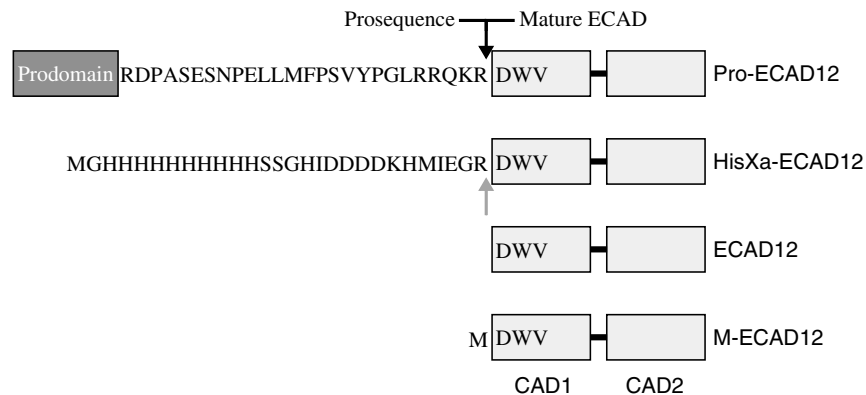 Prosequence Mature ECAD
Prodomain RDPASESNPELLMFPSVYPGLRRQKR DWV Pro-ECAD12
MGHHHHHHHHHHSSGHIDDDDKHMIEGR DWV HisXa-ECAD12
DWV ECAD12
M DWV M-ECAD12
CAD1 CAD2